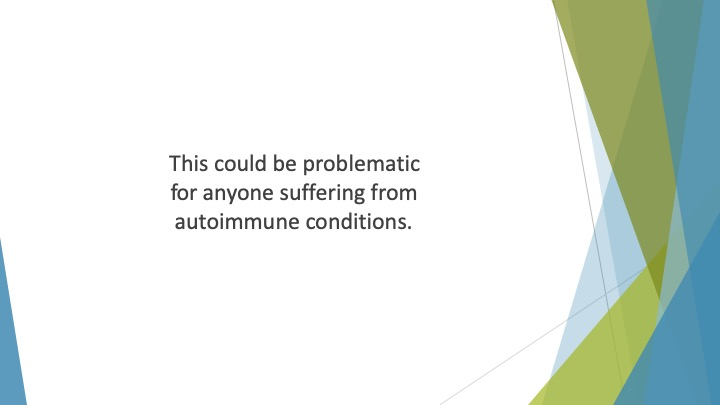 This could be problematic
for anyone suffering from
autoimmune conditions.